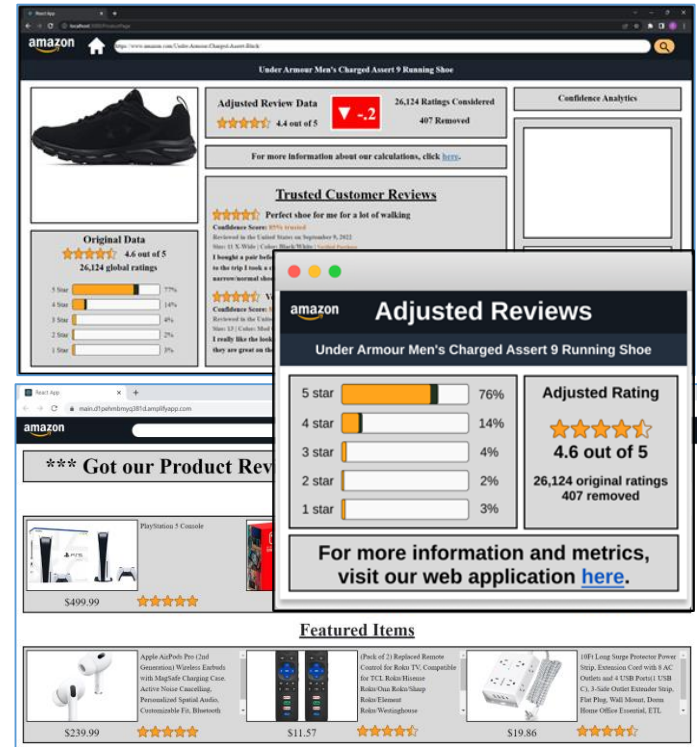 React App
localhost:3000/ProductPage
amazon
https://www.amazon.com/Under-Armour-Charged-Assert-Black/
Under Armour Men's Charged Assert 9 Running Shoe
Adjusted Review Data
4.4 out of 5
▼ -.2
26,124 Ratings Considered
407 Removed
Confidence Analytics
For more information about our calculations, click here.
Original Data
4.6 out of 5
26,124 global ratings
5 Star 77%
4 Star 14%
3 Star 4%
2 Star 2%
1 Star 3%
Trusted Customer Reviews
Perfect shoe for me for a lot of walking
Confidence Score: 89% trusted
Reviewed in the United States on September 9, 2022
Size: 11 X-Wide | Color: Black/White | Verified Purchase
I bought a pair
to the trip I took a
narrow/normal
Confidence Score:
Reviewed in the United
Size: 13 | Color: Mod
I really like the look
they are great on the
amazon
Adjusted Reviews
Under Armour Men's Charged Assert 9 Running Shoe
5 star 76%
4 star 14%
3 star 4%
2 star 2%
1 star 3%
Adjusted Rating
4.6 out of 5
26,124 original ratings
407 removed
For more information and metrics,
visit our web application here.
React App
amazon
*** Got our Product Rev
PlayStation 5 Console
$499.99
Featured Items
Apple AirPods Pro (2nd
Generation) Wireless Earbuds
with MagSafe Charging Case.
Active Noise Cancelling,
Personalized Spatial Audio,
Customizable Fit, Bluetooth
$239.99
(Pack of 2) Replaced Remote
Control for Roku TV, Compatible
for TCL Roku/Hisense
Roku/Onn Roku/Sharp
Roku/Element
Roku/Westinghouse
$11.57
10Ft Long Surge Protector Power
Strip, Extension Cord with 8 AC
Outlets and 4 USB Ports(1 USB
C), 3-Side Outlet Extender Strip,
Flat Plug, Wall Mount, Dorm
Home Office Essential, ETL
$19.86